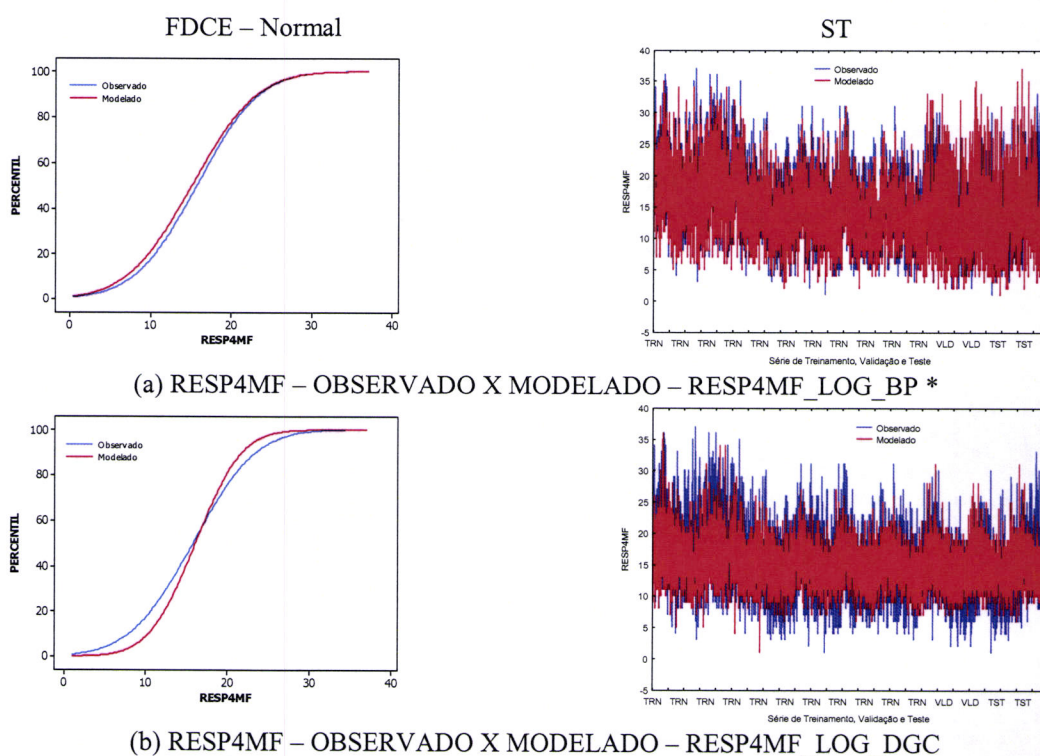 FDCE – Normal
ST
100
80
60
40
20
0
PERCENTIL
Observado
Modelado
0 10 20 30 40
RESP4MF
40
35
30
25
20
15
10
5
0
-5
RESP4MF
Observado
Modelado
TRN TRN TRN TRN TRN TRN TRN TRN TRN TRN TRN VLD VLD TST TST
Série de Treinamento, Validação e Teste
(a) RESP4MF – OBSERVADO X MODELADO – RESP4MF_LOG_BP *
100
80
60
40
20
0
PERCENTIL
Observado
Modelado
0 10 20 30 40
RESP4MF
40
35
30
25
20
15
10
5
0
-5
RESP4MF
Observado
Modelado
TRN TRN TRN TRN TRN TRN TRN TRN TRN TRN TRN VLD VLD TST TST
Série de Treinamento, Validação e Teste
(b) RESP4MF – OBSERVADO X MODELADO – RESP4MF_LOG_DGC